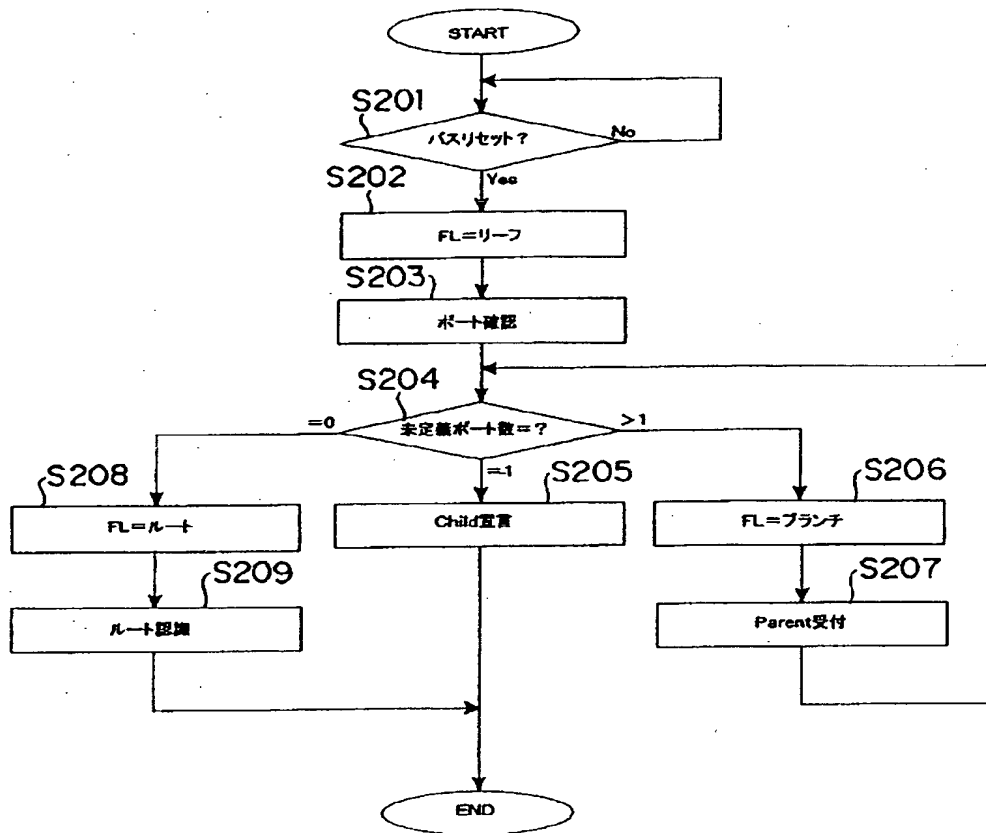 START
S201
バスリセット?
No
Yes
S202
FL=リーフ
S203
ポート確認
S204
未定義ポート数=?
=0
=1
>1
S208
FL=ルート
S205
Child宣言
S206
FL=ブランチ
S209
ルート認識
S207
Parent受付
END